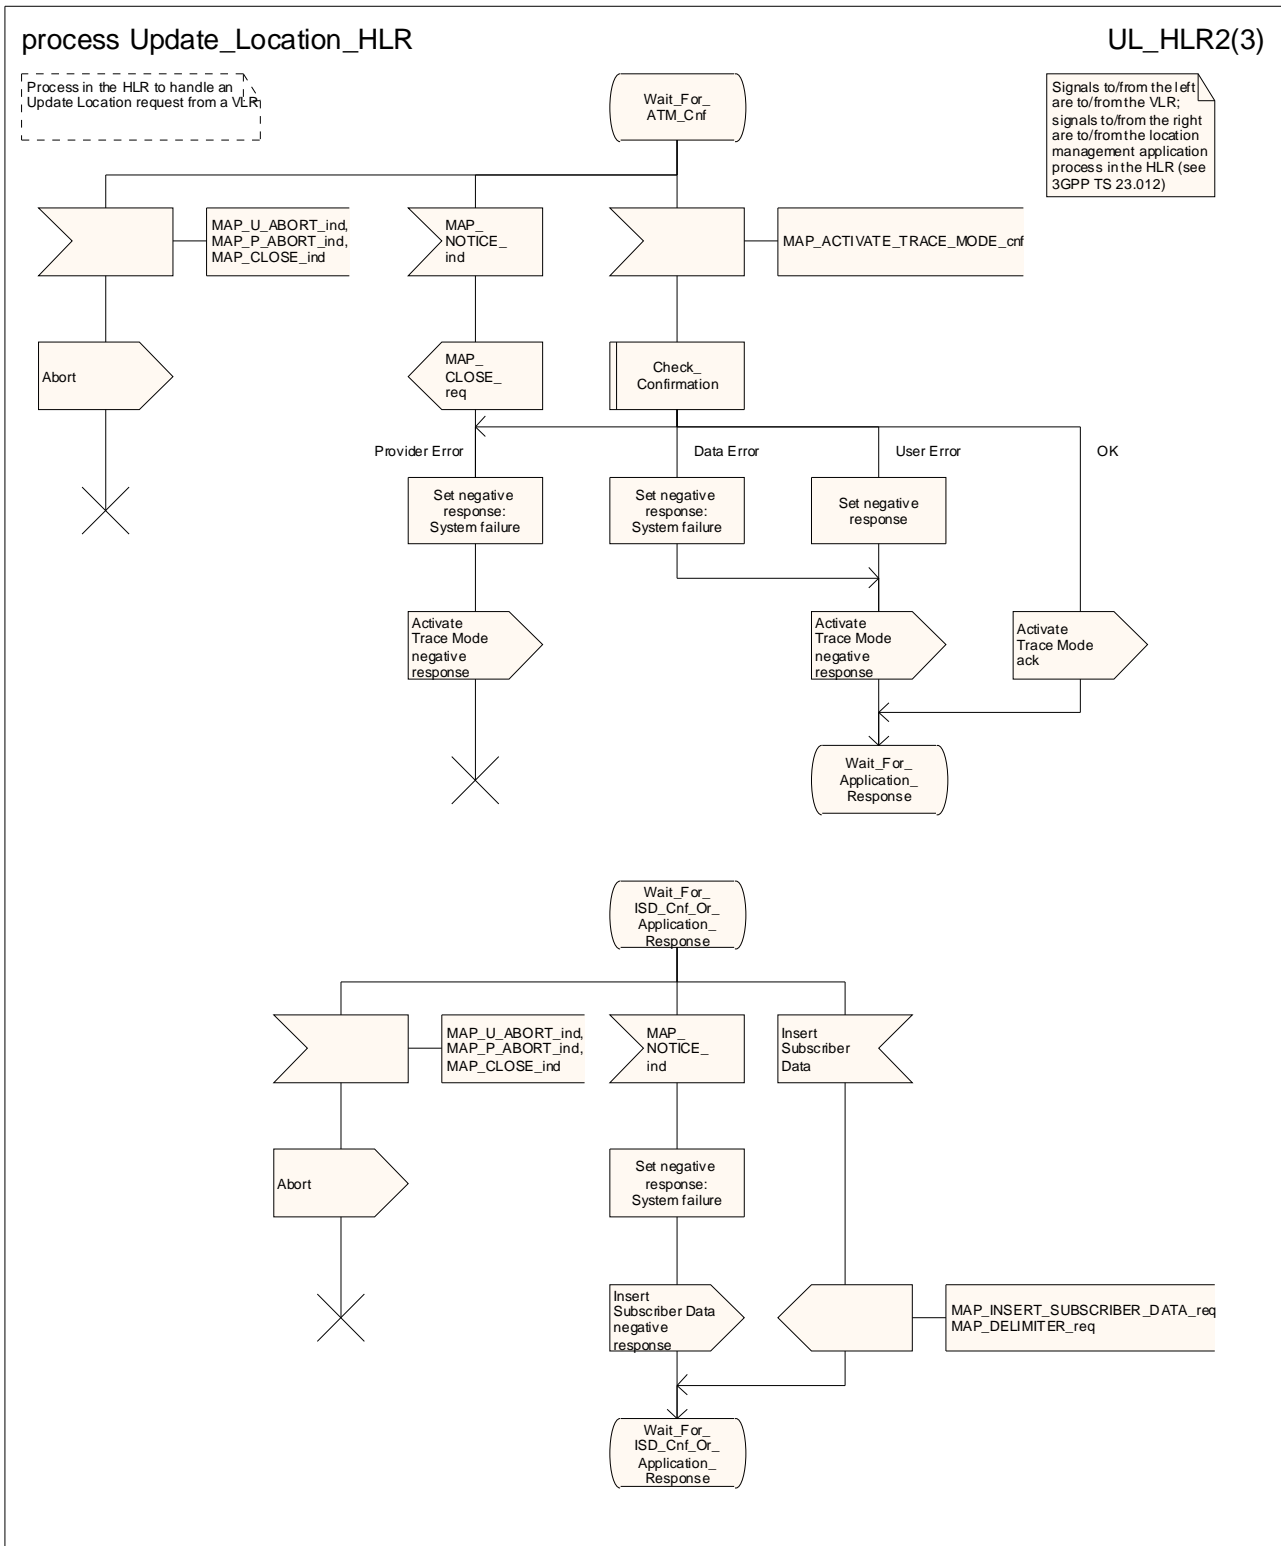 process Update_Location_HLR
UL_HLR2(3)
Process in the HLR to handle an
Update Location request from a VLR
Wait_For_
ATM_Cnf
Signals to/from the left
are to/from the VLR;
signals to/from the right
are to/from the location
management application
process in the HLR (see
3GPP TS 23.012)
MAP_U_ABORT_ind,
MAP_P_ABORT_ind,
MAP_CLOSE_ind
MAP_
NOTICE_
ind
MAP_ACTIVATE_TRACE_MODE_cnf
Abort
MAP_
CLOSE_
req
Check_
Confirmation
Provider Error
Data Error
User Error
OK
Set negative
response:
System failure
Set negative
response:
System failure
Set negative
response
Activate
Trace Mode
negative
response
Activate
Trace Mode
negative
response
Activate
Trace Mode
ack
Wait_For_
Application_
Response
Wait_For_
ISD_Cnf_Or_
Application_
Response
MAP_U_ABORT_ind,
MAP_P_ABORT_ind,
MAP_CLOSE_ind
MAP_
NOTICE_
ind
Insert
Subscriber
Data
Abort
Set negative
response:
System failure
Insert
Subscriber Data
negative
response
MAP_INSERT_SUBSCRIBER_DATA_req
MAP_DELIMITER_req
Wait_For_
ISD_Cnf_Or_
Application_
Response